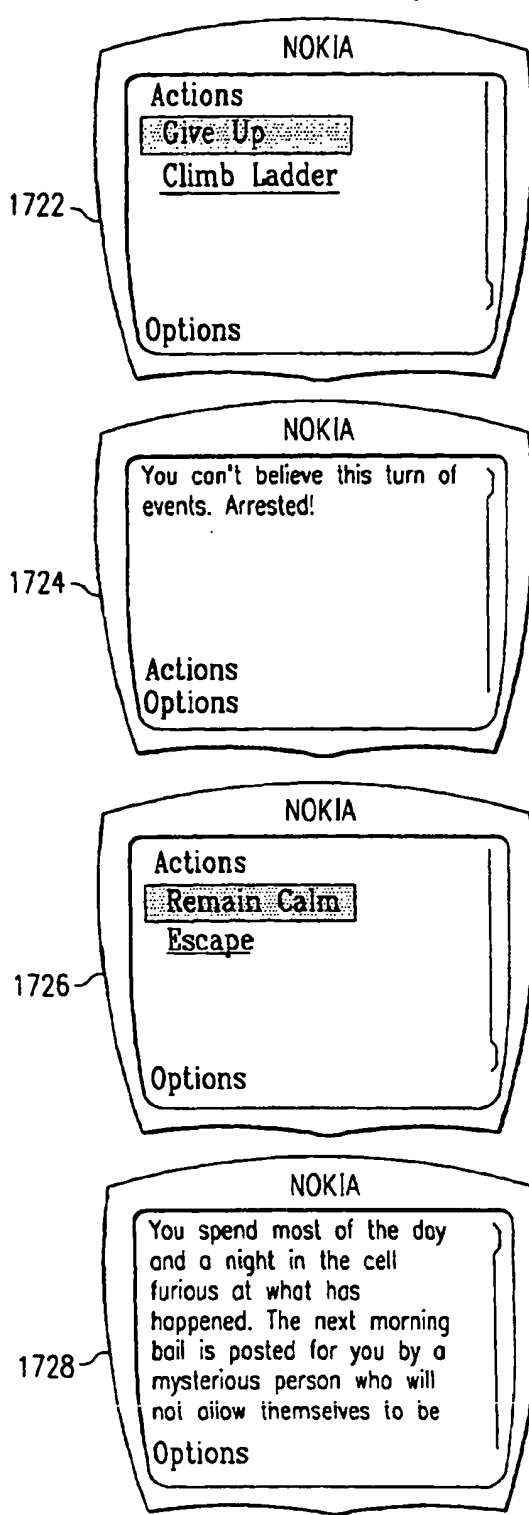 NOKIA
Actions
Give Up
Climb Ladder
1722
Options
NOKIA
You can't believe this turn of
events. Arrested!
1724
Actions
Options
NOKIA
Actions
Remain Calm
Escape
1726
Options
NOKIA
You spend most of the day
and a night in the cell
furious at what has
happened. The next morning
bail is posted for you by a
1728
mysterious person who will
not allow themselves to be
Options